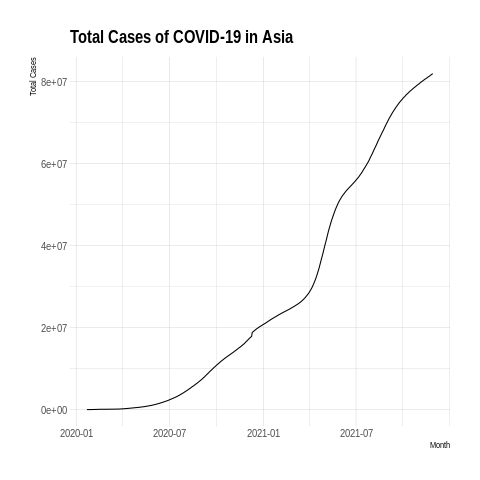 Total Cases of COVID-19 in Asia
Total Cases
8e+07
6e+07
4e+07
2e+07
0e+00
2020-01 2020-07 2021-01 2021-07
Month